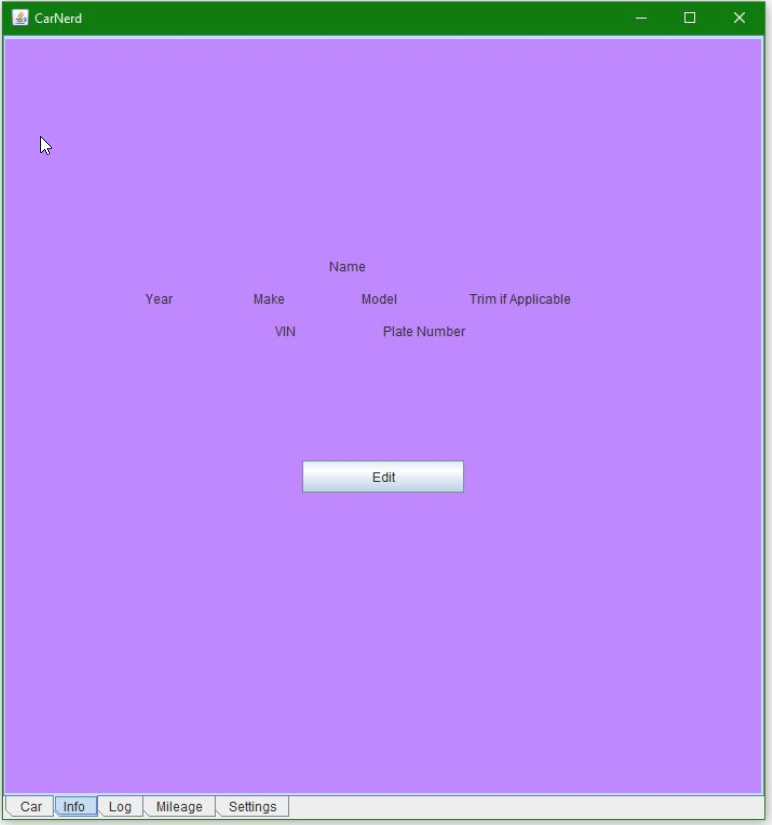 CarNerd
Name
Year Make Model Trim if Applicable
VIN Plate Number
Edit
Car Info Log Mileage Settings